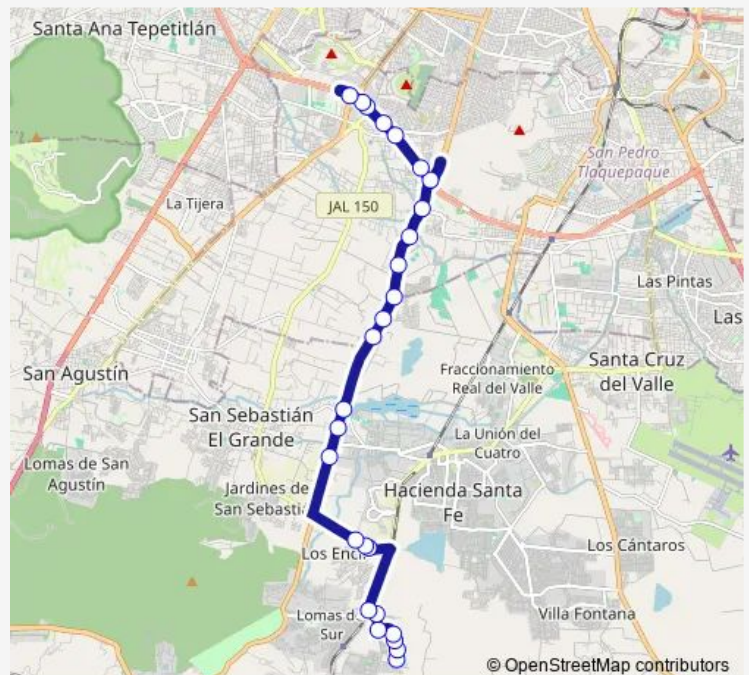 Santa Ana Tepetitlán
San Pedro
Tlaquepaque
La Tijera
JAL 150
Las Pintas
Las
San Agustín
Fraccionamiento
Real del Valle
Santa Cruz
del Valle
San Sebastián
El Grande
La Unión del
Cuatro
Lomas de San
Agustín
Jardines de
San Sebasti
Hacienda Santa
Fe
Los Enci
Los Cántaros
Lomas d
Sur
Villa Fontana
© OpenStreetMap contributors